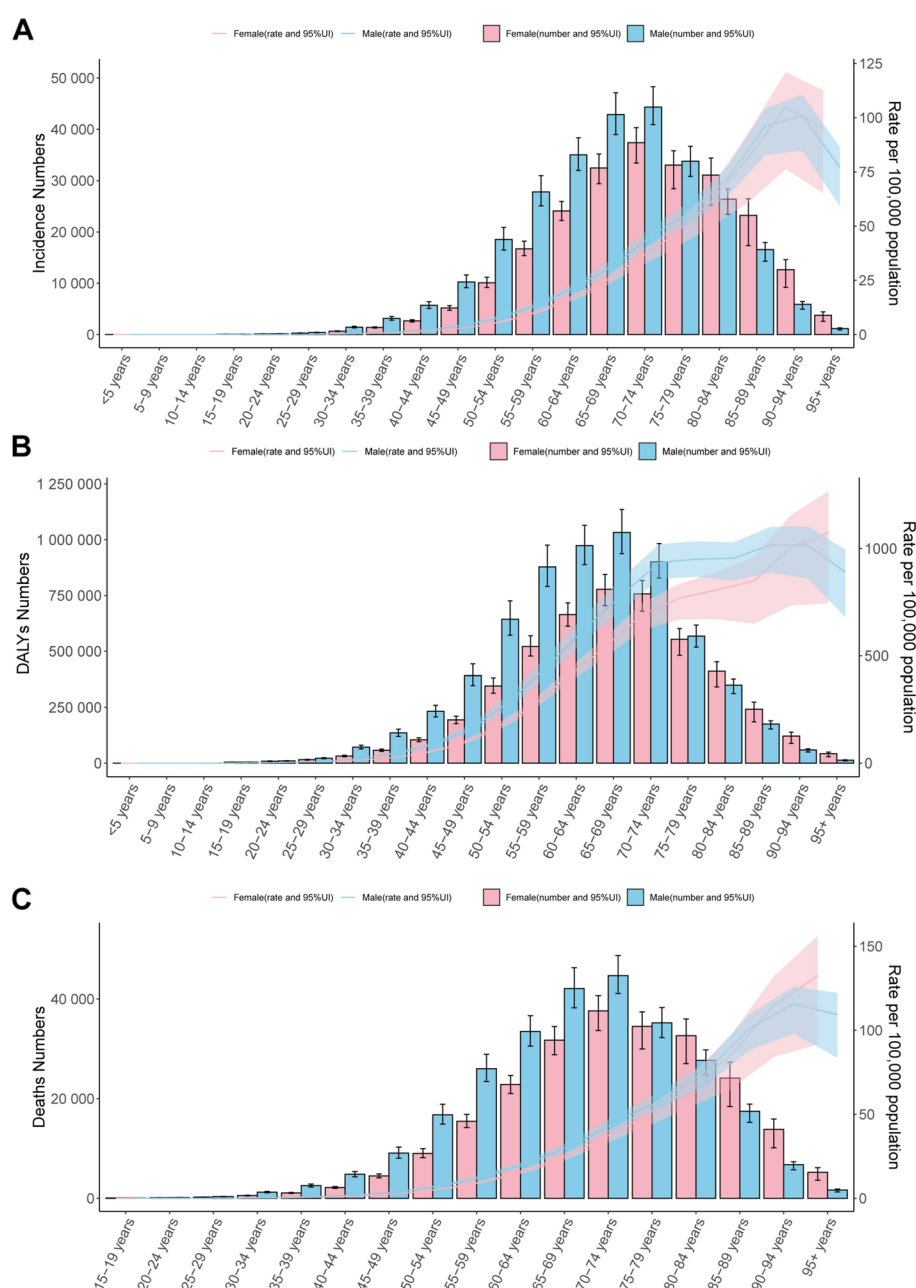 A
Female(rate and 95%UI) Male(rate and 95%UI) Female(number and 95%UI) Male(number and 95%UI)
Incidence Numbers
50 000
40 000
30 000
20 000
10 000
0
125
100
75
50
25
0
Rate per 100,000 population
<5 years
5–9 years
10–14 years
15–19 years
20–24 years
25–29 years
30–34 years
35–39 years
40–44 years
45–49 years
50–54 years
55–59 years
60–64 years
65–69 years
70–74 years
75–79 years
80–84 years
85–89 years
90–94 years
95+ years
B
Female(rate and 95%UI) Male(rate and 95%UI) Female(number and 95%UI) Male(number and 95%UI)
DALYs Numbers
1 250 000
1 000 000
750 000
500 000
250 000
0
1000
500
0
Rate per 100,000 population
<5 years
5–9 years
10–14 years
15–19 years
20–24 years
25–29 years
30–34 years
35–39 years
40–44 years
45–49 years
50–54 years
55–59 years
60–64 years
65–69 years
70–74 years
75–79 years
80–84 years
85–89 years
90–94 years
95+ years
C
Female(rate and 95%UI) Male(rate and 95%UI) Female(number and 95%UI) Male(number and 95%UI)
Deaths Numbers
40 000
20 000
0
150
100
50
0
Rate per 100,000 population
15–19 years
20–24 years
25–29 years
30–34 years
35–39 years
40–44 years
45–49 years
50–54 years
55–59 years
60–64 years
65–69 years
70–74 years
75–79 years
80–84 years
85–89 years
90–94 years
95+ years